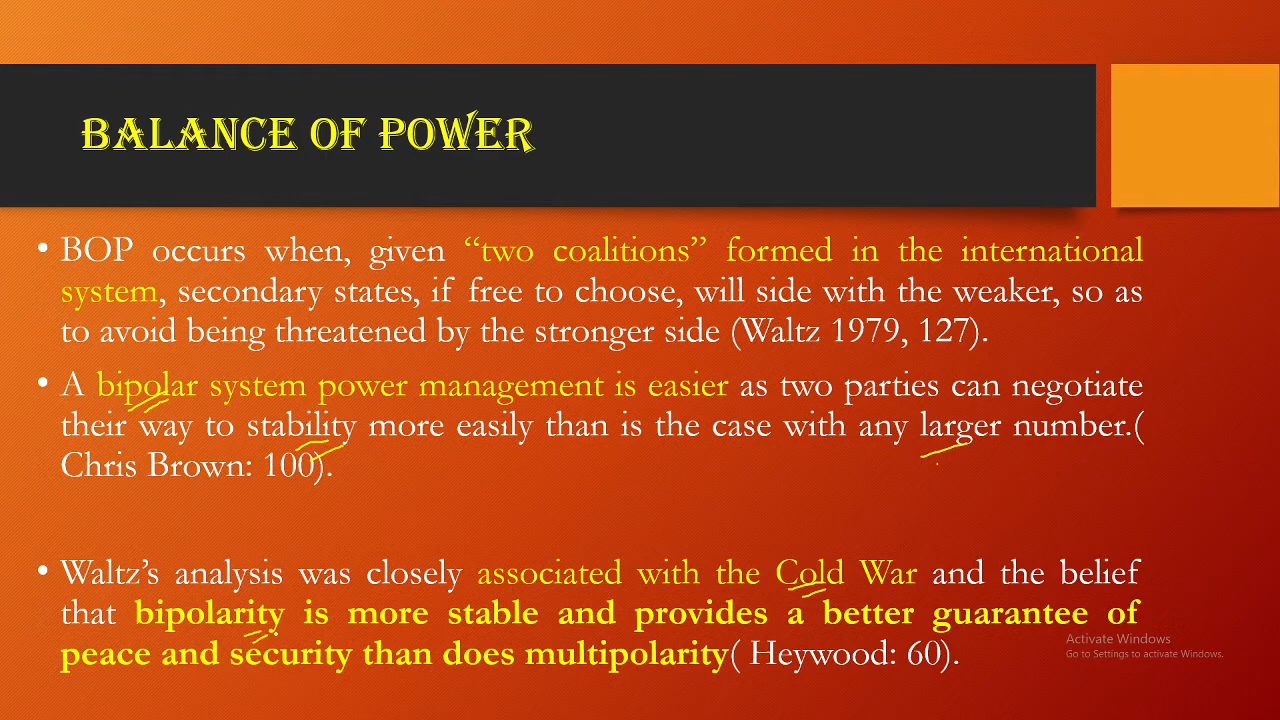 BALANCE OF POWER
• BOP occurs when, given “two coalitions” formed in the international
system, secondary states, if free to choose, will side with the weaker, so as
to avoid being threatened by the stronger side (Waltz 1979, 127).
• A bipolar system power management is easier as two parties can negotiate
their way to stability more easily than is the case with any larger number.(
Chris Brown: 100).
• Waltz’s analysis was closely associated with the Cold War and the belief
that bipolarity is more stable and provides a better guarantee of
peace and security than does multipolarity( Heywood: 60).
Activate Windows
Go to Settings to activate Windows.